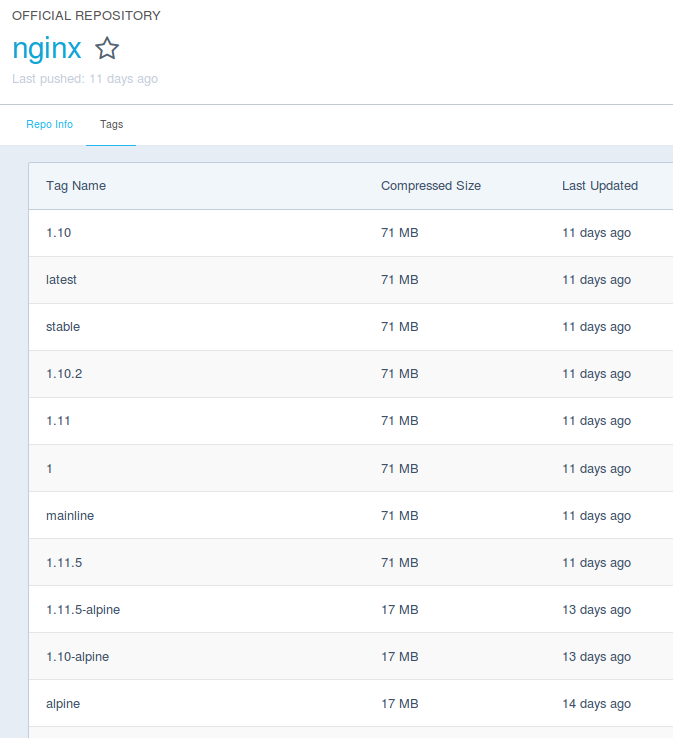 OFFICIAL REPOSITORY
nginx
Last pushed: 11 days ago
Repo Info Tags
Tag Name Compressed Size Last Updated
1.10 71 MB 11 days ago
latest 71 MB 11 days ago
stable 71 MB 11 days ago
1.10.2 71 MB 11 days ago
1.11 71 MB 11 days ago
1 71 MB 11 days ago
mainline 71 MB 11 days ago
1.11.5 71 MB 11 days ago
1.11.5-alpine 17 MB 13 days ago
1.10-alpine 17 MB 13 days ago
alpine 17 MB 14 days ago